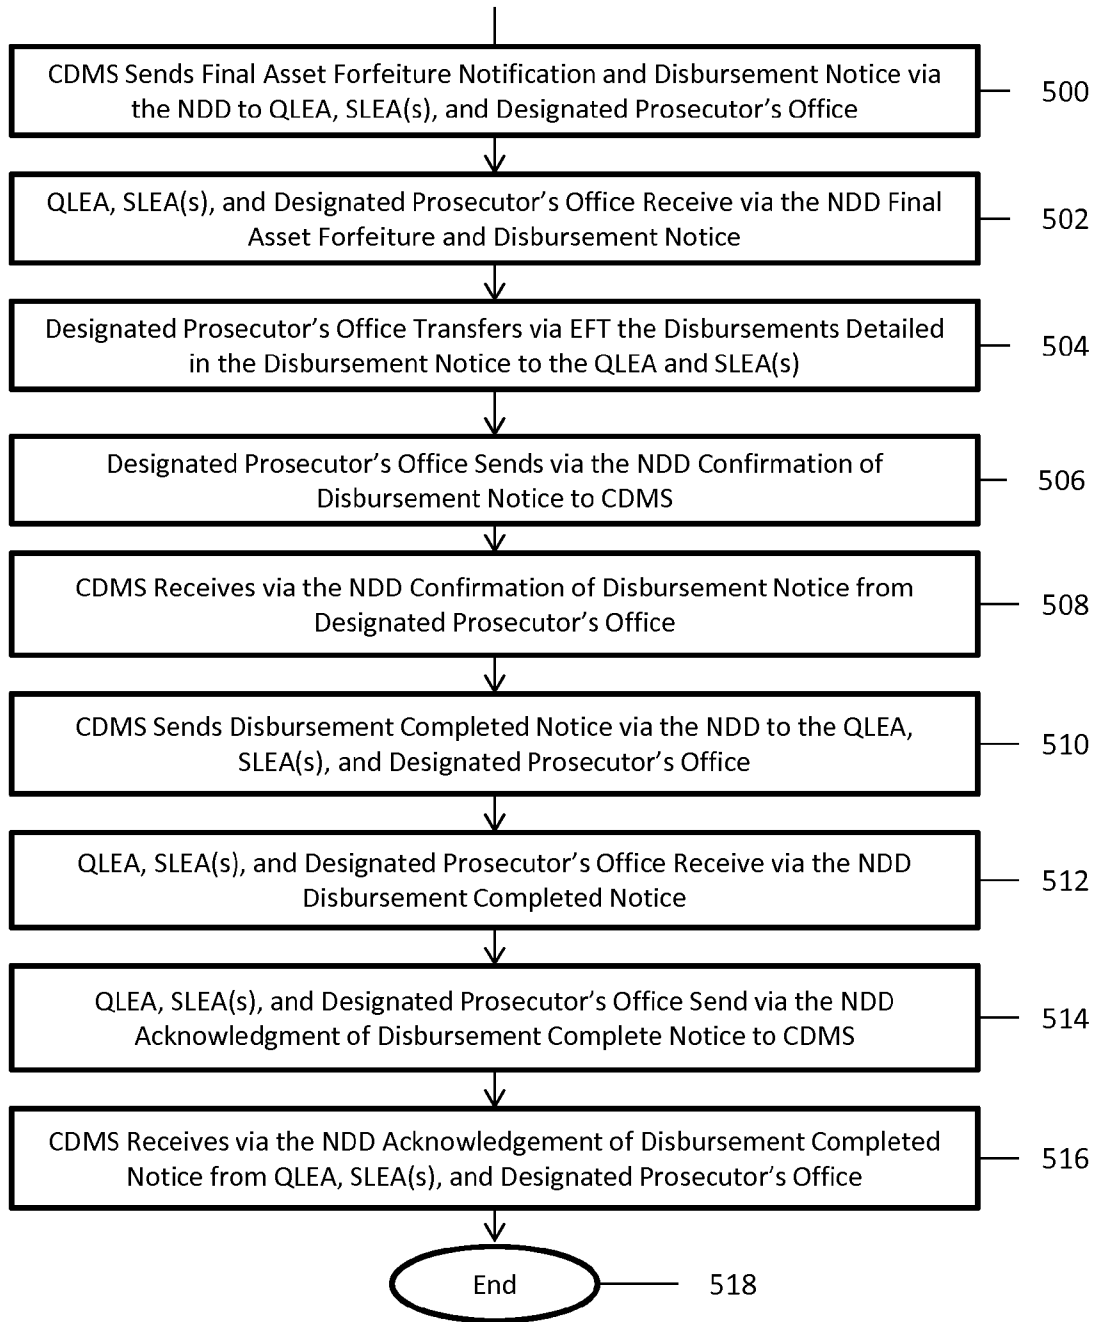 CDMS Sends Final Asset Forfeiture Notification and Disbursement Notice via
the NDD to QLEA, SLEA(s), and Designated Prosecutor's Office
500
QLEA, SLEA(s), and Designated Prosecutor's Office Receive via the NDD Final
Asset Forfeiture and Disbursement Notice
502
Designated Prosecutor's Office Transfers via EFT the Disbursements Detailed
in the Disbursement Notice to the QLEA and SLEA(s)
504
Designated Prosecutor's Office Sends via the NDD Confirmation of
Disbursement Notice to CDMS
506
CDMS Receives via the NDD Confirmation of Disbursement Notice from
Designated Prosecutor's Office
508
CDMS Sends Disbursement Completed Notice via the NDD to the QLEA,
SLEA(s), and Designated Prosecutor's Office
510
QLEA, SLEA(s), and Designated Prosecutor's Office Receive via the NDD
Disbursement Completed Notice
512
QLEA, SLEA(s), and Designated Prosecutor's Office Send via the NDD
Acknowledgment of Disbursement Complete Notice to CDMS
514
CDMS Receives via the NDD Acknowledgement of Disbursement Completed
Notice from QLEA, SLEA(s), and Designated Prosecutor's Office
516
End
518